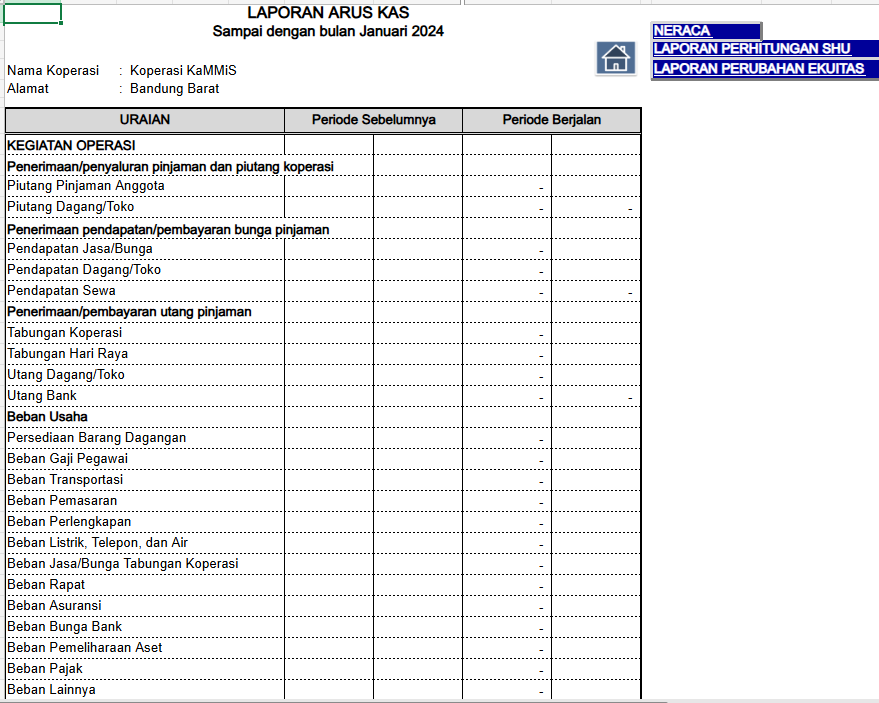 LAPORAN ARUS KAS
Sampai dengan bulan Januari 2024
NERACA
LAPORAN PERHITUNGAN SHU
LAPORAN PERUBAHAN EKUITAS
Nama Koperasi : Koperasi KaMMiS
Alamat : Bandung Barat
URAIAN Periode Sebelumnya Periode Berjalan
KEGIATAN OPERASI
Penerimaan/penyaluran pinjaman dan piutang koperasi
Piutang Pinjaman Anggota -
Piutang Dagang/Toko - -
Penerimaan pendapatan/pembayaran bunga pinjaman
Pendapatan Jasa/Bunga -
Pendapatan Dagang/Toko -
Pendapatan Sewa - -
Penerimaan/pembayaran utang pinjaman
Tabungan Koperasi -
Tabungan Hari Raya -
Utang Dagang/Toko -
Utang Bank - -
Beban Usaha
Persediaan Barang Dagangan -
Beban Gaji Pegawai -
Beban Transportasi -
Beban Pemasaran -
Beban Perlengkapan -
Beban Listrik, Telepon, dan Air -
Beban Jasa/Bunga Tabungan Koperasi -
Beban Rapat -
Beban Asuransi -
Beban Bunga Bank -
Beban Pemeliharaan Aset -
Beban Pajak -
Beban Lainnya -